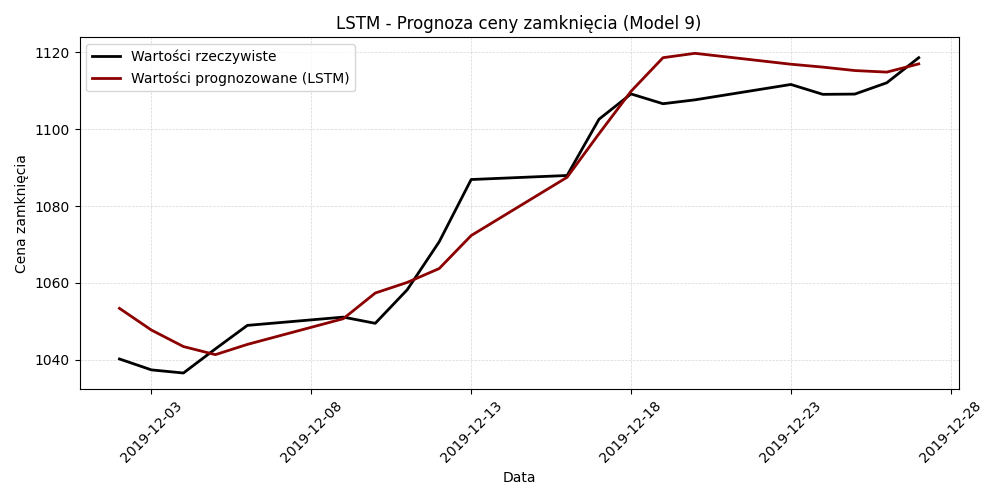 LSTM - Prognoza ceny zamknięcia (Model 9)
Wartości rzeczywiste
Wartości prognozowane (LSTM)
Cena zamknięcia
1120
1100
1080
1060
1040
2019-12-03
2019-12-08
2019-12-13
2019-12-18
2019-12-23
2019-12-28
Data